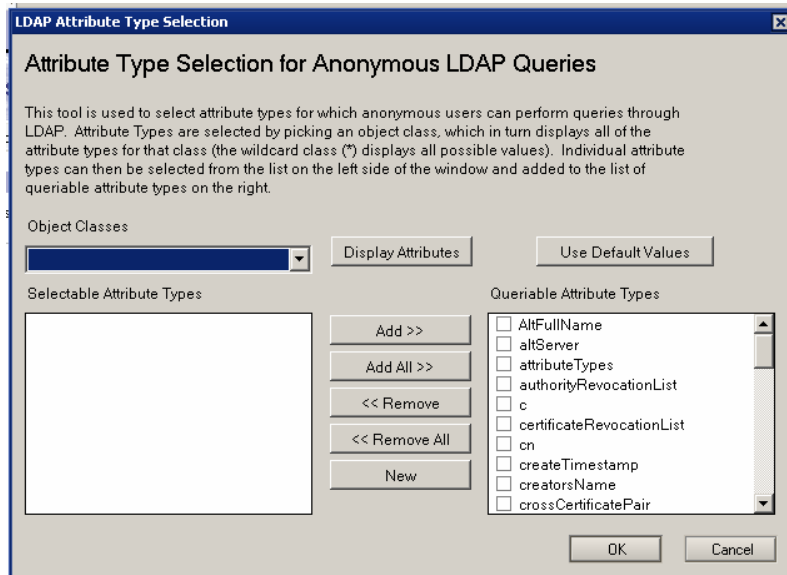 LDAP Attribute Type Selection
Attribute Type Selection for Anonymous LDAP Queries
This tool is used to select attribute types for which anonymous users can perform queries through
LDAP. Attribute Types are selected by picking an object class, which in turn displays all of the
attribute types for that class (the wildcard class (*) displays all possible values). Individual attribute
types can then be selected from the list on the left side of the window and added to the list of
queriable attribute types on the right.
Object Classes
Display Attributes
Use Default Values
Selectable Attribute Types
Queriable Attribute Types
Add >>
Add All >>
<< Remove
<< Remove All
New
AltFullName
altServer
attributeTypes
authorityRevocationList
c
certificateRevocationList
cn
createTimestamp
creatorsName
crossCertificatePair
OK
Cancel